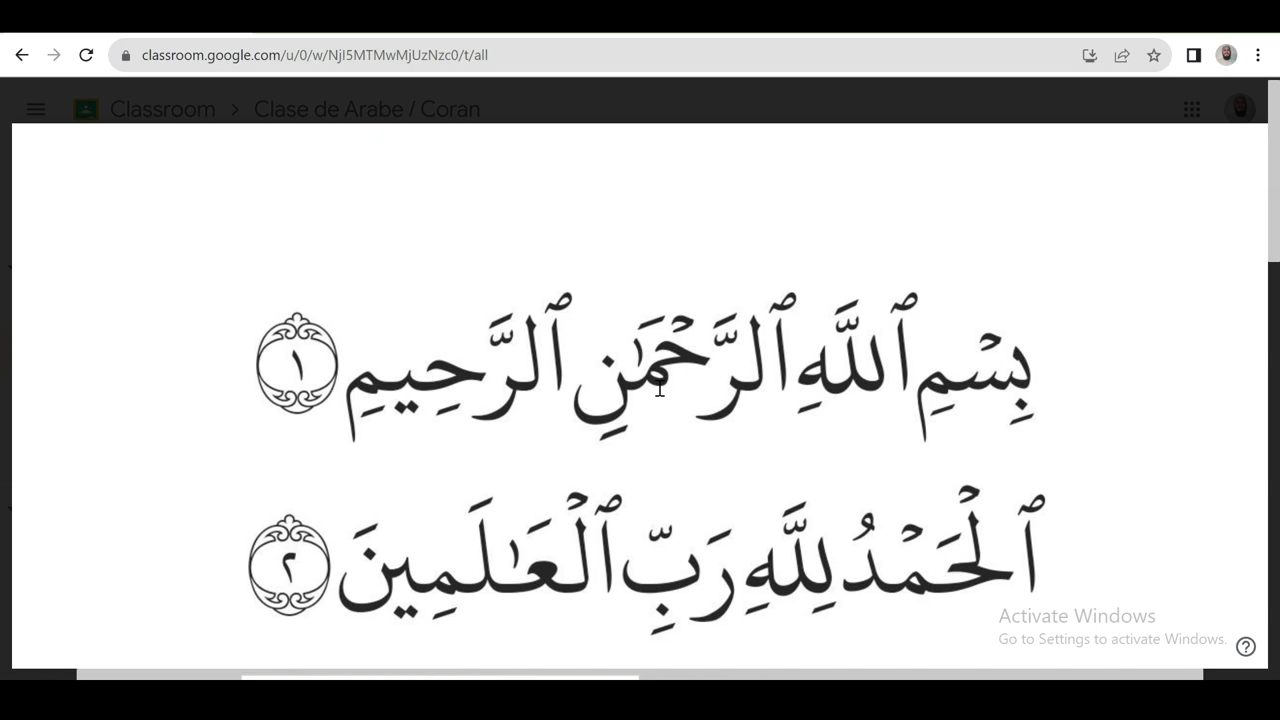 classroom.google.com/u/0/w/NjI5MTMwMjUzNzc0/t/all
Classroom > Clase de Arabe / Coran
بِسۡمِ ٱللَّهِ ٱلرَّحۡمَٰنِ ٱلرَّحِيمِ ١
ٱلۡحَمۡدُ لِلَّهِ رَبِّ ٱلۡعَٰلَمِينَ ٢
Activate Windows
Go to Settings to activate Windows.